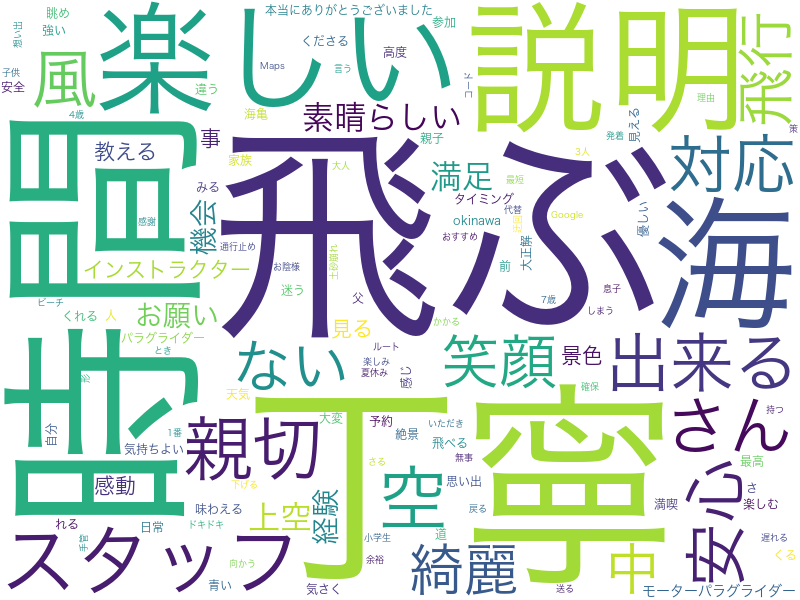 本当にありがとうございました
参加
眺め
強い
くださる
高度
楽しい
説明
飛行
風
子供
安全
Maps
言う
コード
違う
4歳
海亀
素晴らしい
理由
策
教える
事
親子
発着
見える
対応
時間
飛ぶ
家族
大人
満足
最短
3人
みる
タイミング
代替
Google
感謝
機会
okinawa
優しい
海
通行止め
おすすめ
大正解
前
インストラクター
お陰様
土砂崩れ
迷う
7歳
息子
ビーチ
くれる
人
お願い
父
しまう
見る
かかる
パラグライダー
とき
ルート
ない
楽しみ
夏休み
感じ
笑顔
景色
出来る
天気
確保
自分
1番
親切
大変
予約
いただき
丁寧
さん
持つ
気持ちよい
絶景
飛べる
無事
最高
感動
下げる
さる
空
思い出
安心
さ
味わえる
上空
経験
満喫
楽しむ
れる
日常
ドキドキ
戻る
道
スタッフ
小学生
遅れる
向かう
余裕
綺麗
中
くる
青い
気さく
送る
モーターパラグライダー